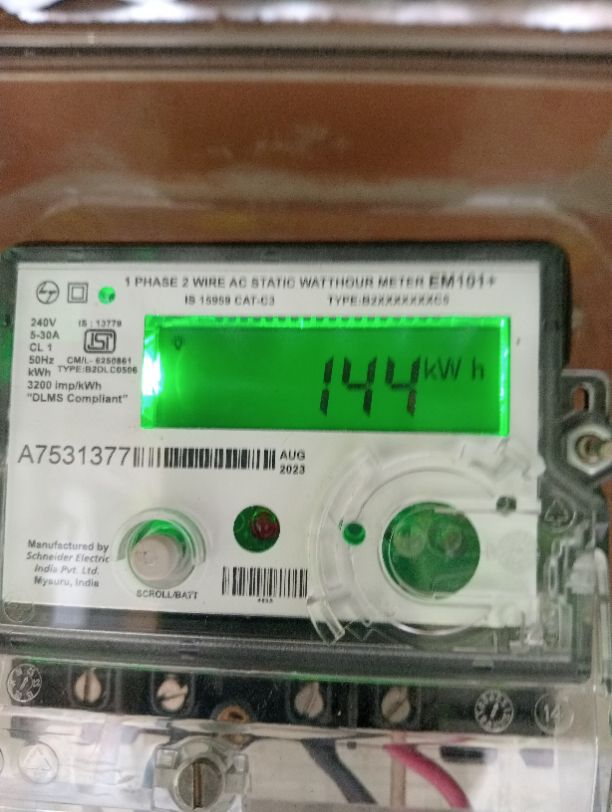 1 PHASE 2 WIRE AC STATIC WATTHOUR METER EM101+
IS 15959 CAT-C3 TYPE:B2XXXXXXXC5
240V IS : 13779
5-30A
CL 1
50Hz CM/L- 6250861
kWh TYPE:B2DLC0506
3200 imp/kWh
"DLMS Compliant"
144 kWh
A7531377 AUG
2023
Manufactured by
Schneider Electric
India Pvt. Ltd.
Mysuru, India
SCROLL/BATT
14